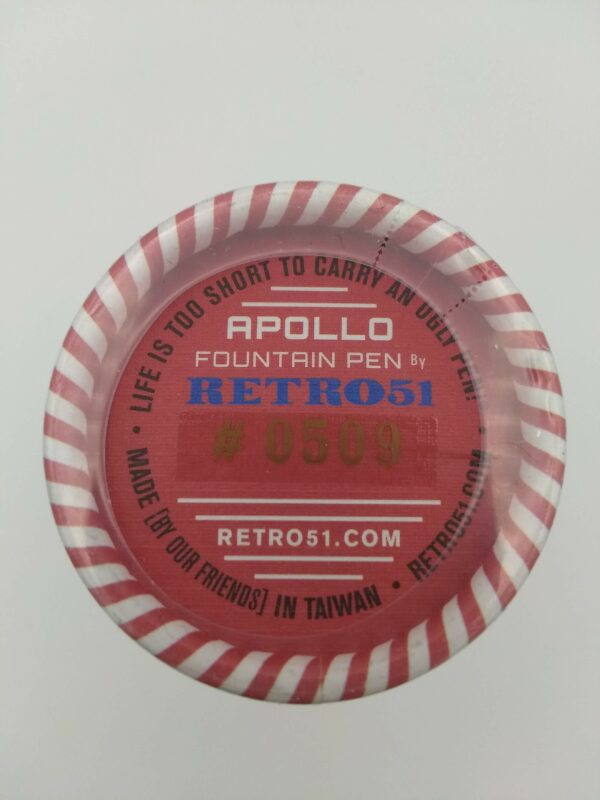 LIFE IS TOO SHORT TO CARRY AN UGLY PEN!
APOLLO
FOUNTAIN PEN By
RETRO51
# 0509
RETRO51.COM
• MADE [BY OUR FRIENDS] IN TAIWAN • RETRO51.COM •